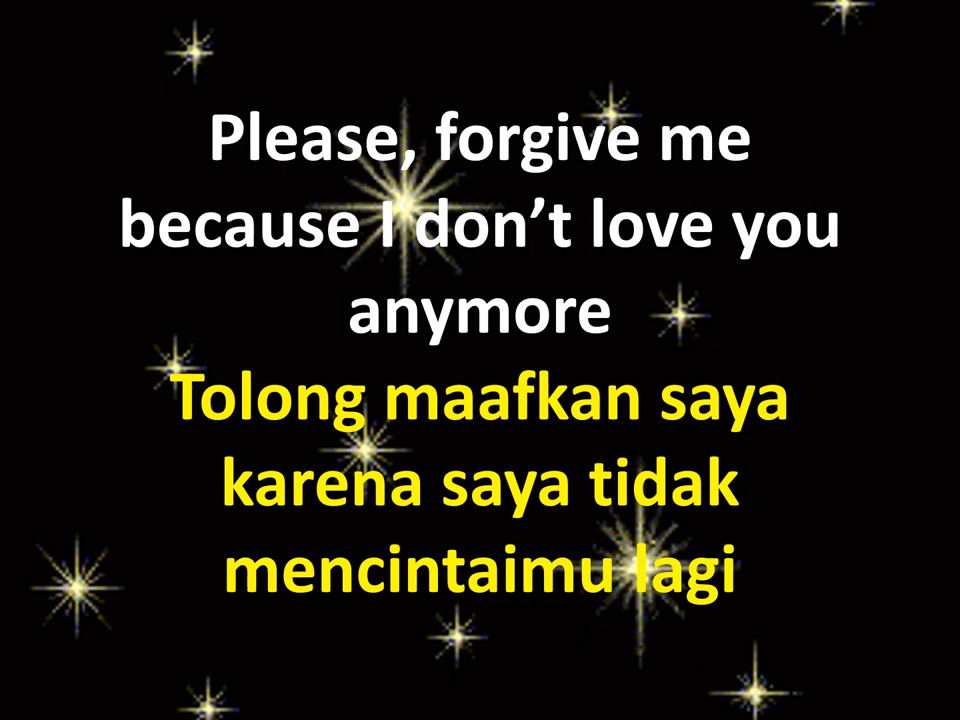 Please, forgive me
because I don’t love you
anymore
Tolong maafkan saya
karena saya tidak
mencintaimu lagi